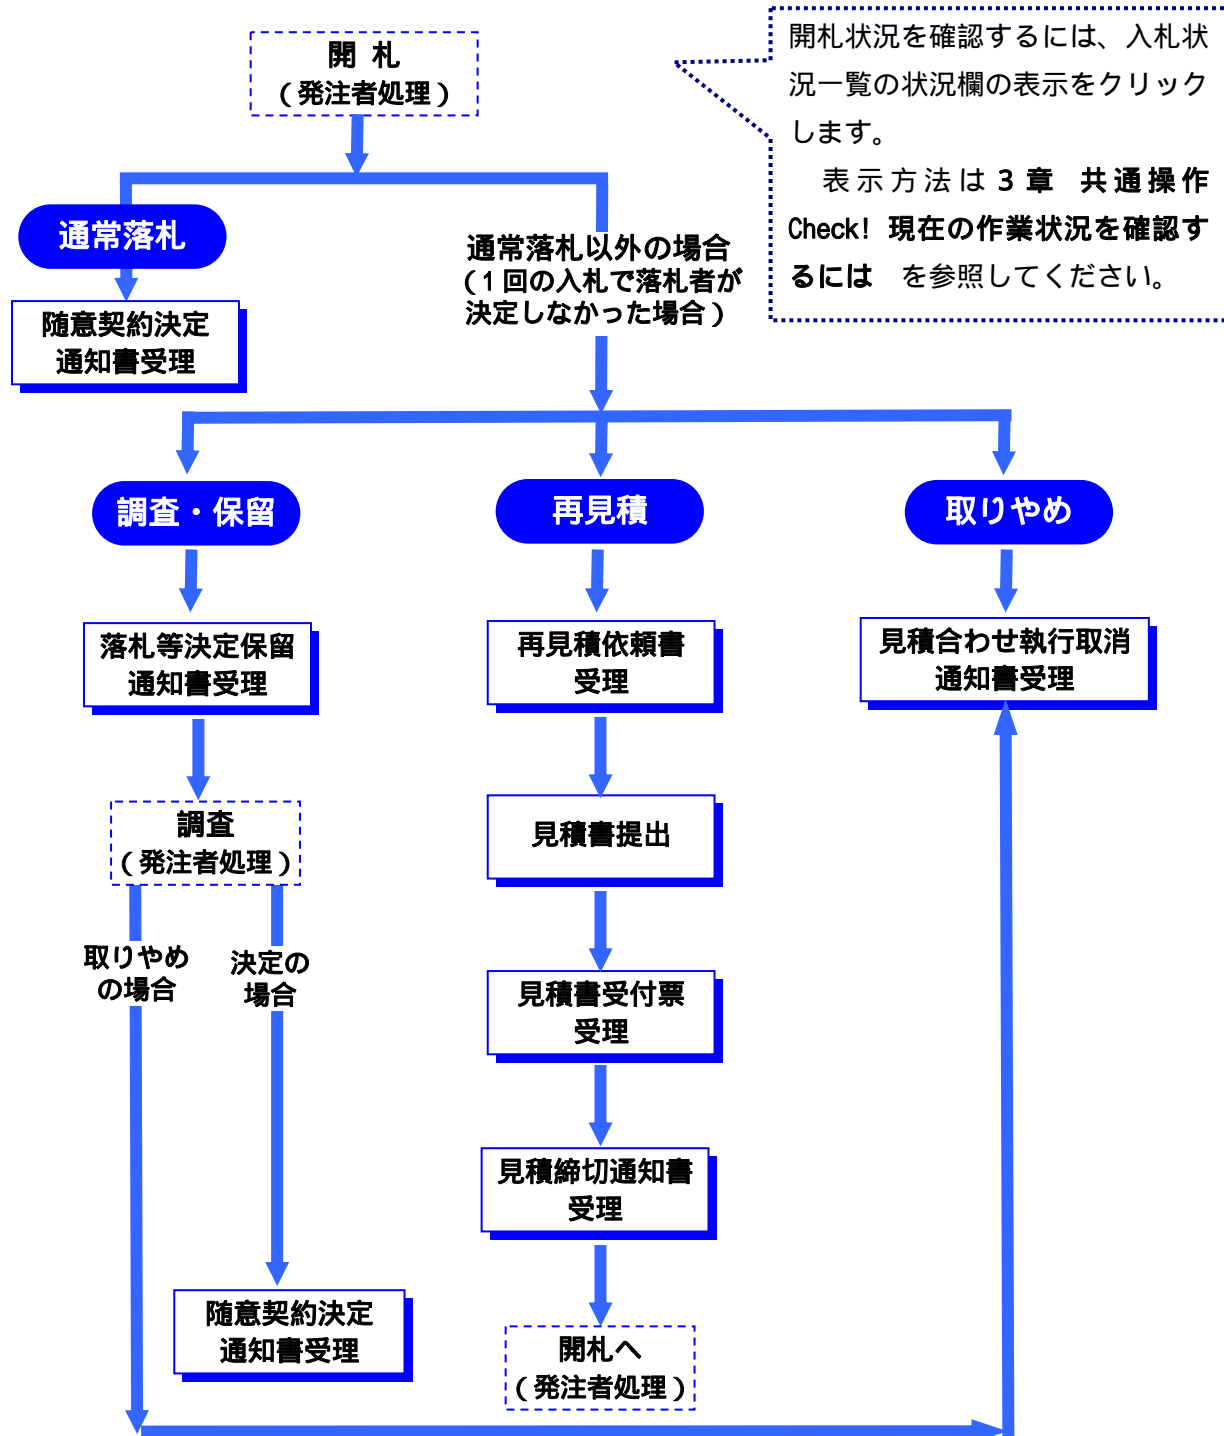 開 札
（発注者処理）
開札状況を確認するには、入札状
況一覧の状況欄の表示をクリック
します。
表示方法は 3 章 共通操作
Check! 現在の作業状況を確認す
るには を参照してください。
通常落札
通常落札以外の場合
（1回の入札で落札者が
決定しなかった場合）
随意契約決定
通知書受理
調査・保留
再見積
取りやめ
落札等決定保留
通知書受理
再見積依頼書
受理
見積合わせ執行取消
通知書受理
調査
（発注者処理）
見積書提出
取りやめ
の場合
決定の
場合
見積書受付票
受理
見積締切通知書
受理
随意契約決定
通知書受理
開札へ
（発注者処理）